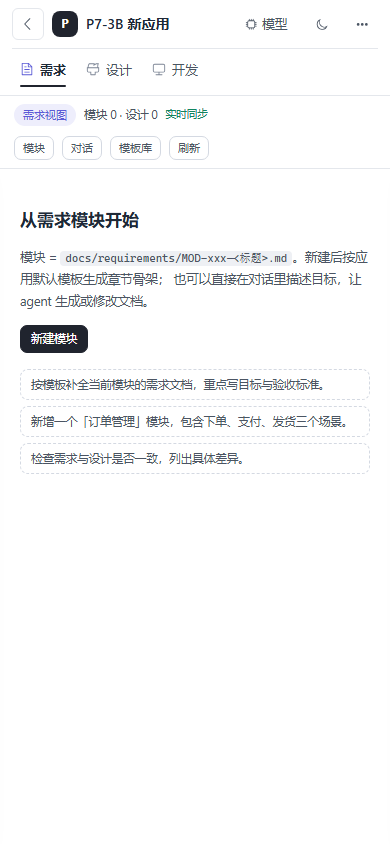 P P7-3B 新应用 模型
需求 设计 开发
需求视图 模块 0 · 设计 0 实时同步
模块 对话 模板库 刷新
从需求模块开始
模块 = docs/requirements/MOD-xxx-<标题>.md 。新建后按应
用默认模板生成章节骨架； 也可以直接在对话里描述目标，让
agent 生成或修改文档。
新建模块
按模板补全当前模块的需求文档，重点写目标与验收标准。
新增一个「订单管理」模块，包含下单、支付、发货三个场景。
检查需求与设计是否一致，列出具体差异。